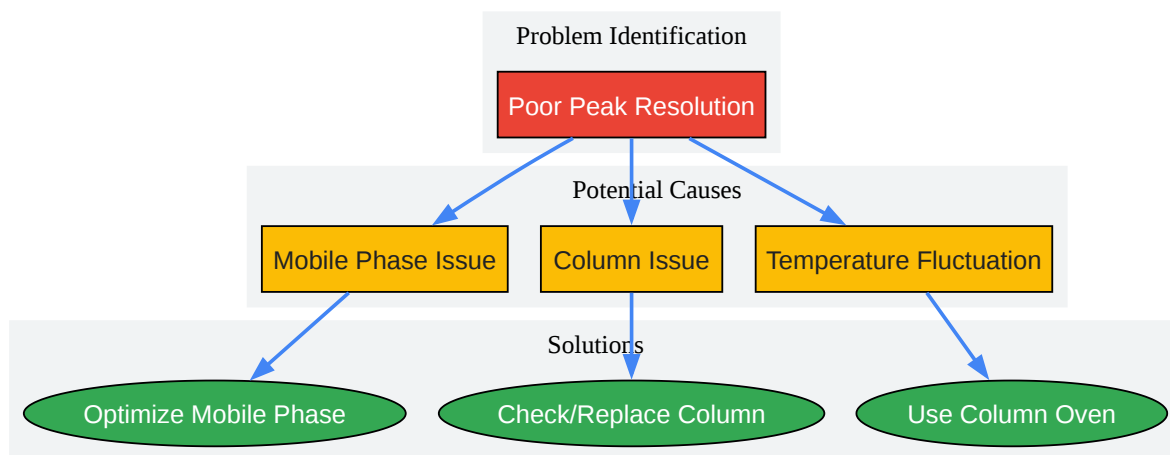 Problem Identification
Poor Peak Resolution
Potential Causes
Mobile Phase Issue
Column Issue
Temperature Fluctuation
Solutions
Optimize Mobile Phase
Check/Replace Column
Use Column Oven